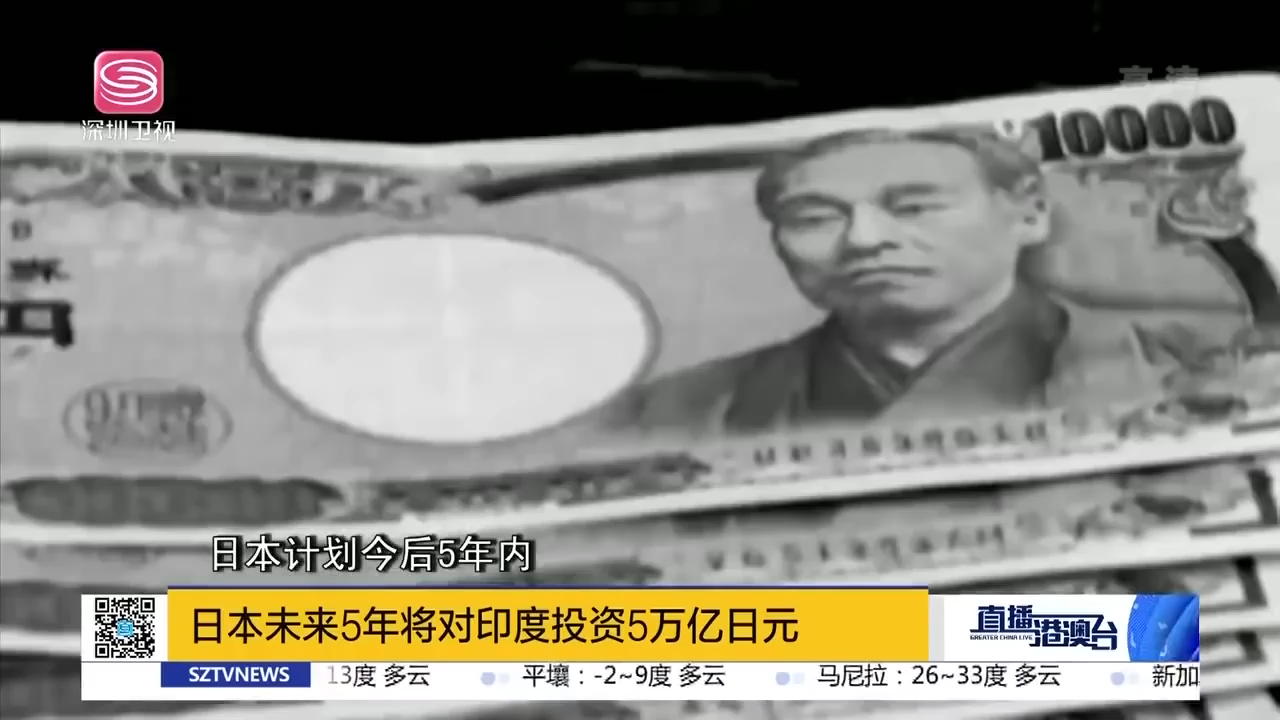 高清
10000
深圳卫视
日本计划今后5年内
日本未来5年将对印度投资5万亿日元
直播港澳台
GREATER CHINA LIVE
SZTVNEWS
13度 多云
平壤：-2~9度 多云
马尼拉：26~33度 多云
新加